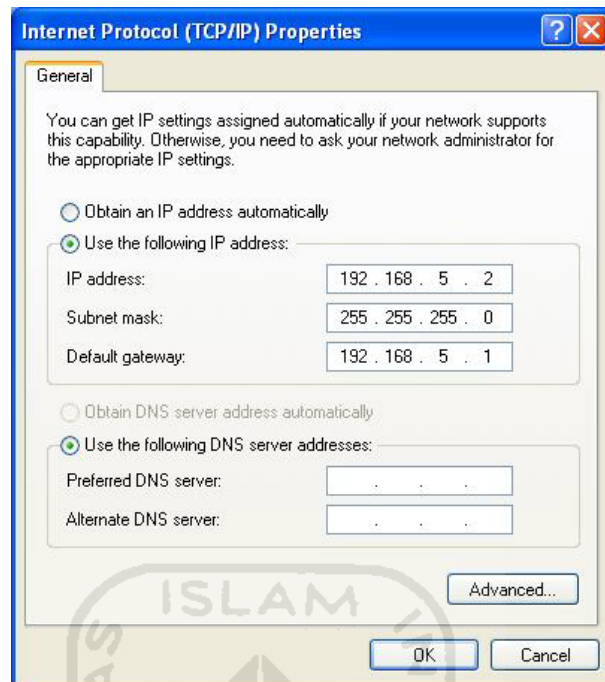 Internet Protocol (TCP/IP) Properties
General
You can get IP settings assigned automatically if your network supports
this capability. Otherwise, you need to ask your network administrator for
the appropriate IP settings.
Obtain an IP address automatically
Use the following IP address:
IP address: 192 . 168 . 5 . 2
Subnet mask: 255 . 255 . 255 . 0
Default gateway: 192 . 168 . 5 . 1
Obtain DNS server address automatically
Use the following DNS server addresses:
Preferred DNS server: . . .
Alternate DNS server: . . .
Advanced...
ISLAM
OK Cancel